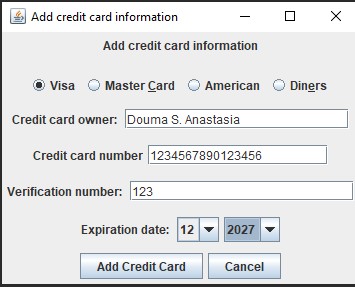 Add credit card information
Add credit card information
Visa Master Card American Diners
Credit card owner: Douma S. Anastasia
Credit card number 1234567890123456
Verification number: 123
Expiration date: 12 2027
Add Credit Card Cancel